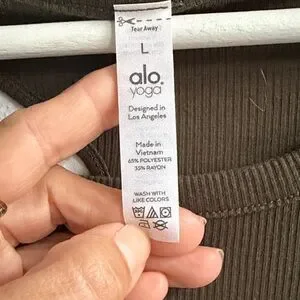 Tear Away
L
alo.
yoga
Designed in
Los Angeles
Made in
Vietnam
65% POLYESTER
35% RAYON
WASH WITH
LIKE COLORS